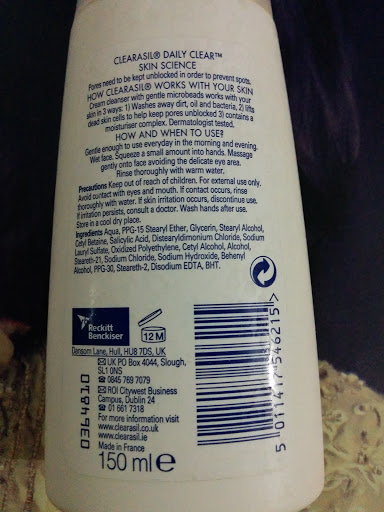 CLEARASIL® DAILY CLEAR™
SKIN SCIENCE
Pores need to be kept unblocked in order to prevent spots.
HOW CLEARASIL® WORKS WITH YOUR SKIN
Cream cleanser with gentle microbeads works with your
skin in 3 ways: 1) Washes away dirt, oil and bacteria, 2) lifts
dead skin cells to help keep pores unblocked 3) contains a
moisturiser complex. Dermatologist tested.
HOW AND WHEN TO USE?
Gentle enough to use everyday in the morning and evening.
Wet face. Squeeze a small amount into hands. Massage
gently onto face avoiding the delicate eye area.
Rinse thoroughly with warm water.
Precautions Keep out of reach of children. For external use only.
Avoid contact with eyes and mouth. If contact occurs, rinse
thoroughly with water. If skin irritation occurs, discontinue use.
If irritation persists, consult a doctor. Wash hands after use.
Store in a cool dry place.
Ingredients Aqua, PPG-15 Stearyl Ether, Glycerin, Stearyl Alcohol,
Cetyl Betaine, Salicylic Acid, Distearyldimonium Chloride, Sodium
Lauryl Sulfate, Oxidized Polyethylene, Cetyl Alcohol, Alcohol,
Steareth-21, Sodium Chloride, Sodium Hydroxide, Behenyl
Alcohol, PPG-30, Steareth-2, Disodium EDTA, BHT.
Reckitt
Benckiser
12 M
Dansom Lane, Hull, HU8 7DS, UK
UK PO Box 4044, Slough,
SL1 0NS
0845 769 7079
ROI Citywest Business
Campus, Dublin 24
01 661 7318
For more information visit
www.clearasil.co.uk
www.clearasil.ie
Made in France
150 ml e
0364810
5 011417 546215 >